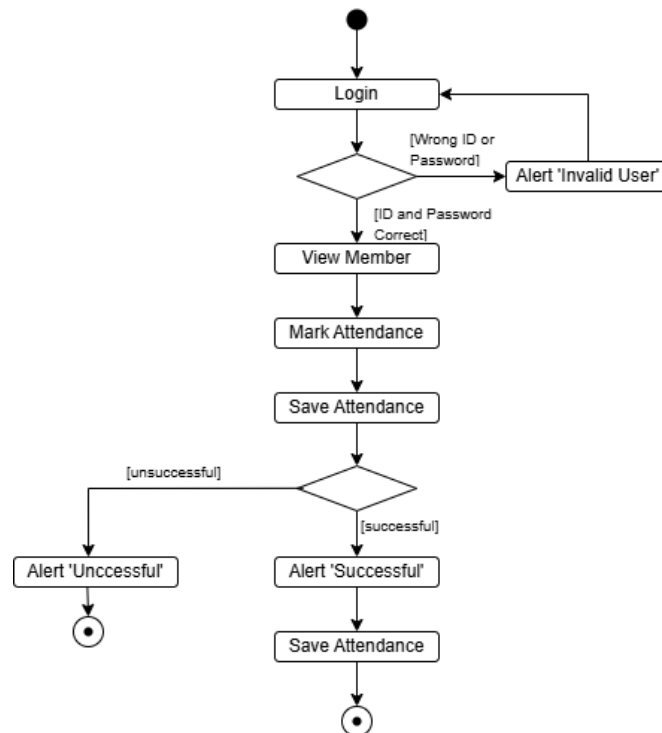 Login
[Wrong ID or
Password]
Alert 'Invalid User'
[ID and Password
Correct]
View Member
Mark Attendance
Save Attendance
[unsuccessful]
[successful]
Alert 'Unccessful'
Alert 'Successful'
Save Attendance